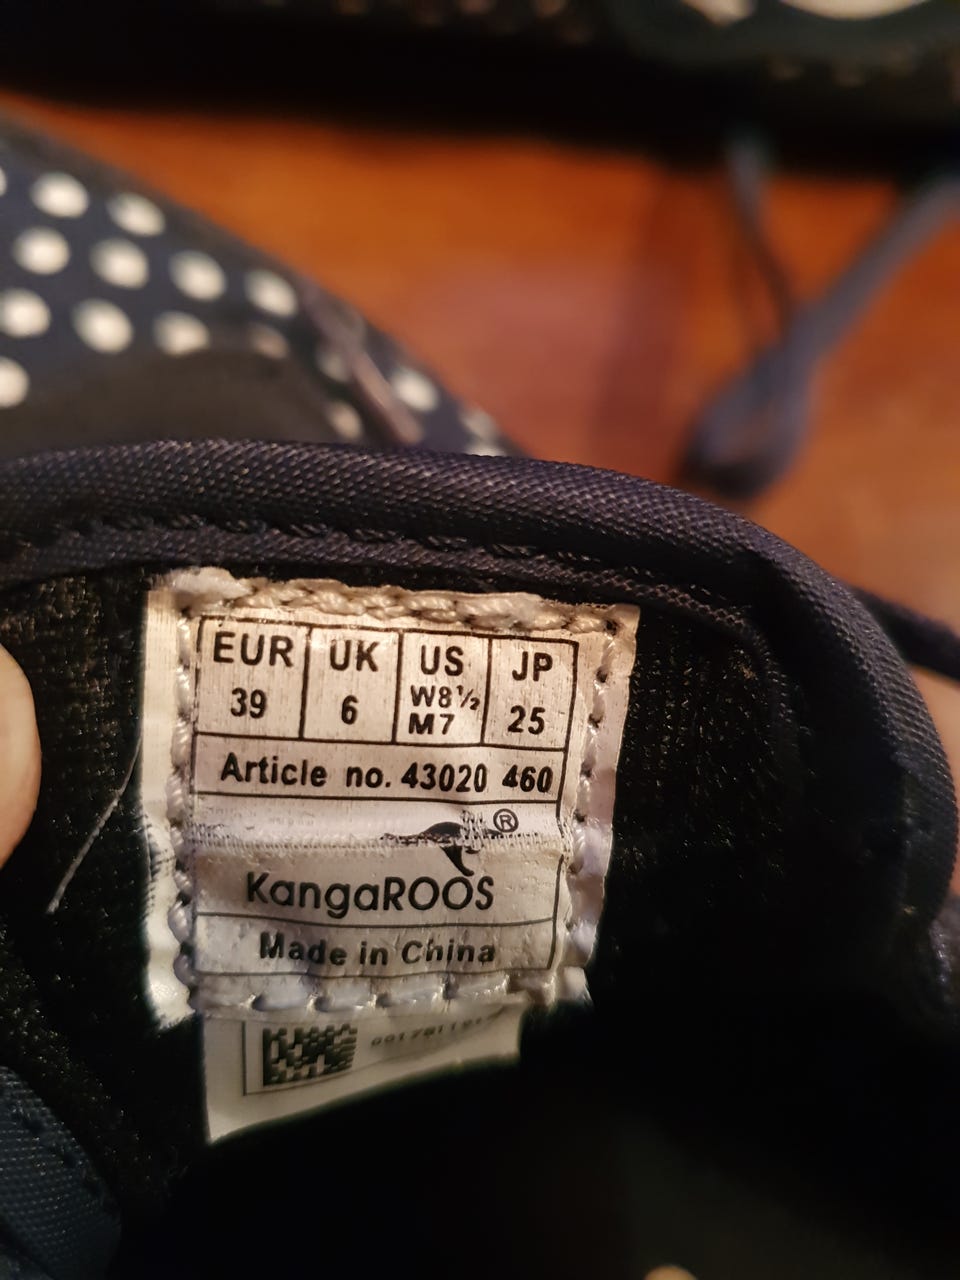 EUR UK US JP
39 6 W8½ M7 25
Article no. 43020 460
®
KangaROOS
Made in China